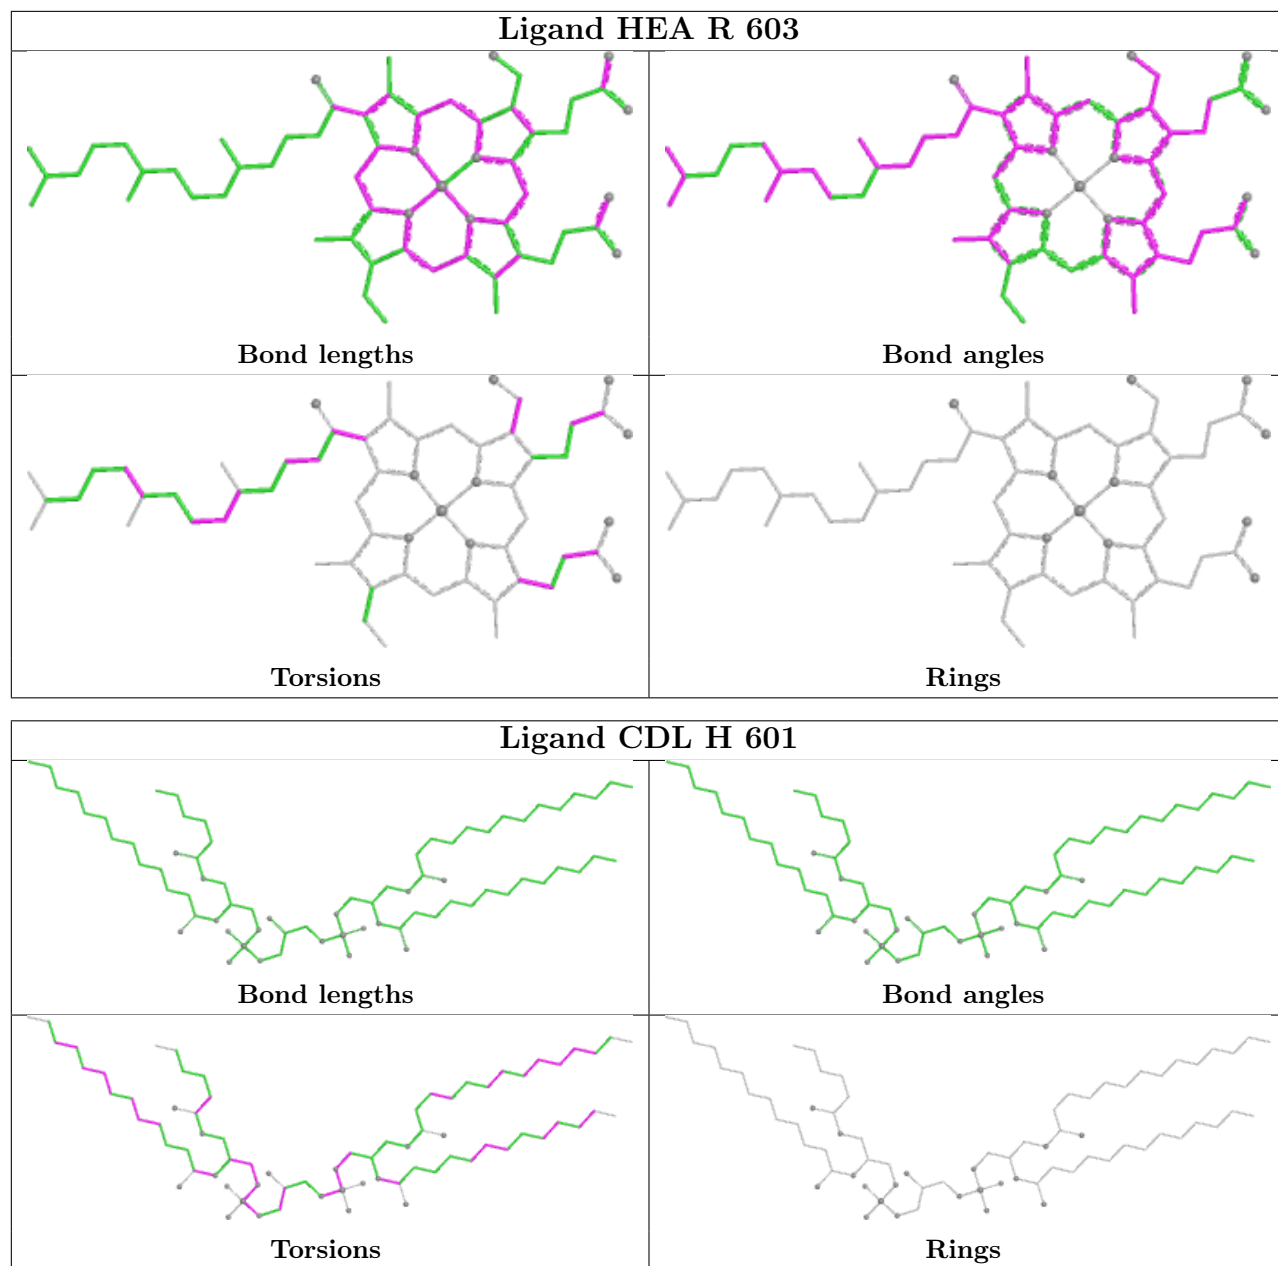 Ligand HEA R 603
Bond lengths
Bond angles
Torsions
Rings
Ligand CDL H 601
Bond lengths
Bond angles
Torsions
Rings